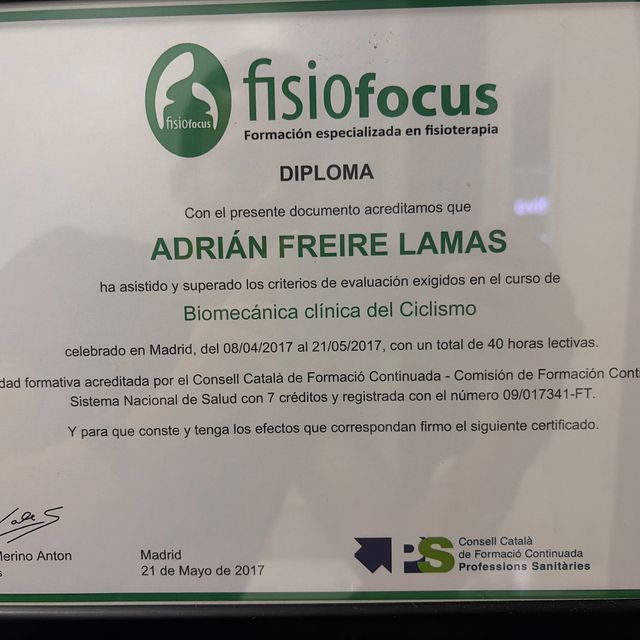 fisiofocus
fisiofocus
Formación especializada en fisioterapia
DIPLOMA
Con el presente documento acreditamos que
ADRIÁN FREIRE LAMAS
ha asistido y superado los criterios de evaluación exigidos en el curso de
Biomecánica clínica del Ciclismo
celebrado en Madrid, del 08/04/2017 al 21/05/2017, con un total de 40 horas lectivas.
dad formativa acreditada por el Consell Català de Formació Continuada - Comisión de Formación Conti
Sistema Nacional de Salud con 7 créditos y registrada con el número 09/017341-FT.
Y para que conste y tenga los efectos que correspondan firmo el siguiente certificado.
Merino Anton
s
Madrid
21 de Mayo de 2017
PS
Consell Català
de Formació Continuada
Professions Sanitàries